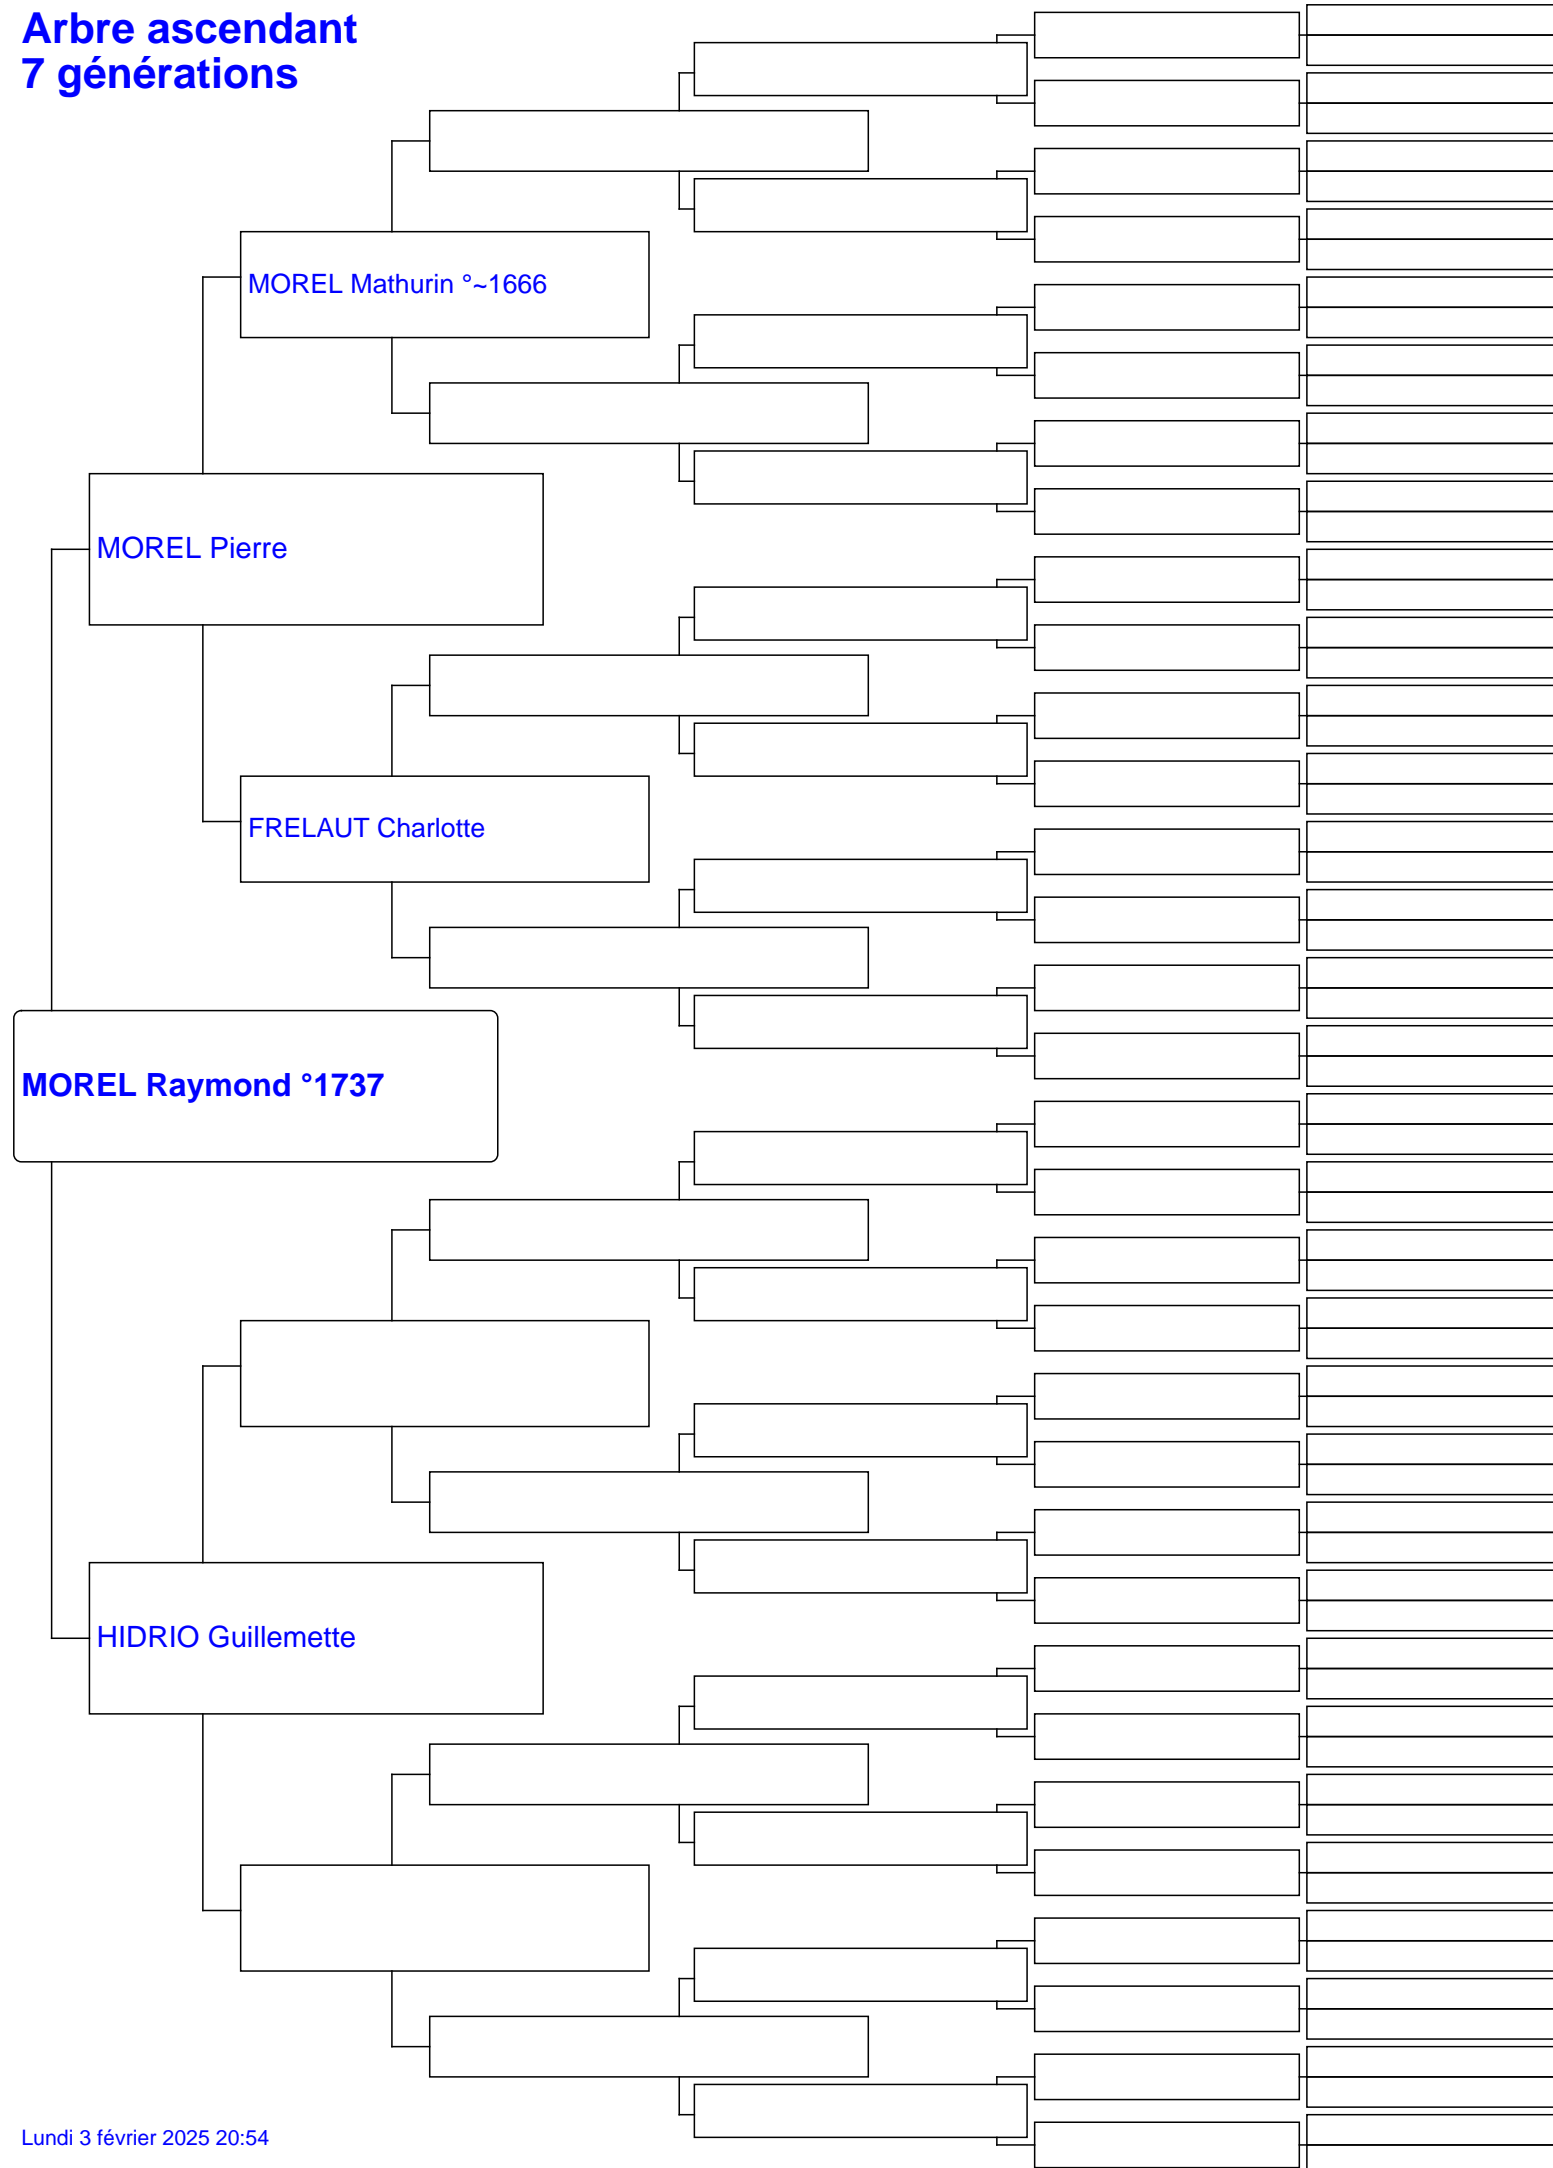 Arbre ascendant
7 générations
MOREL Mathurin °~1666
MOREL Pierre
FRELAUT Charlotte
MOREL Raymond °1737
HIDRIO Guillemette
Lundi 3 février 2025 20:54